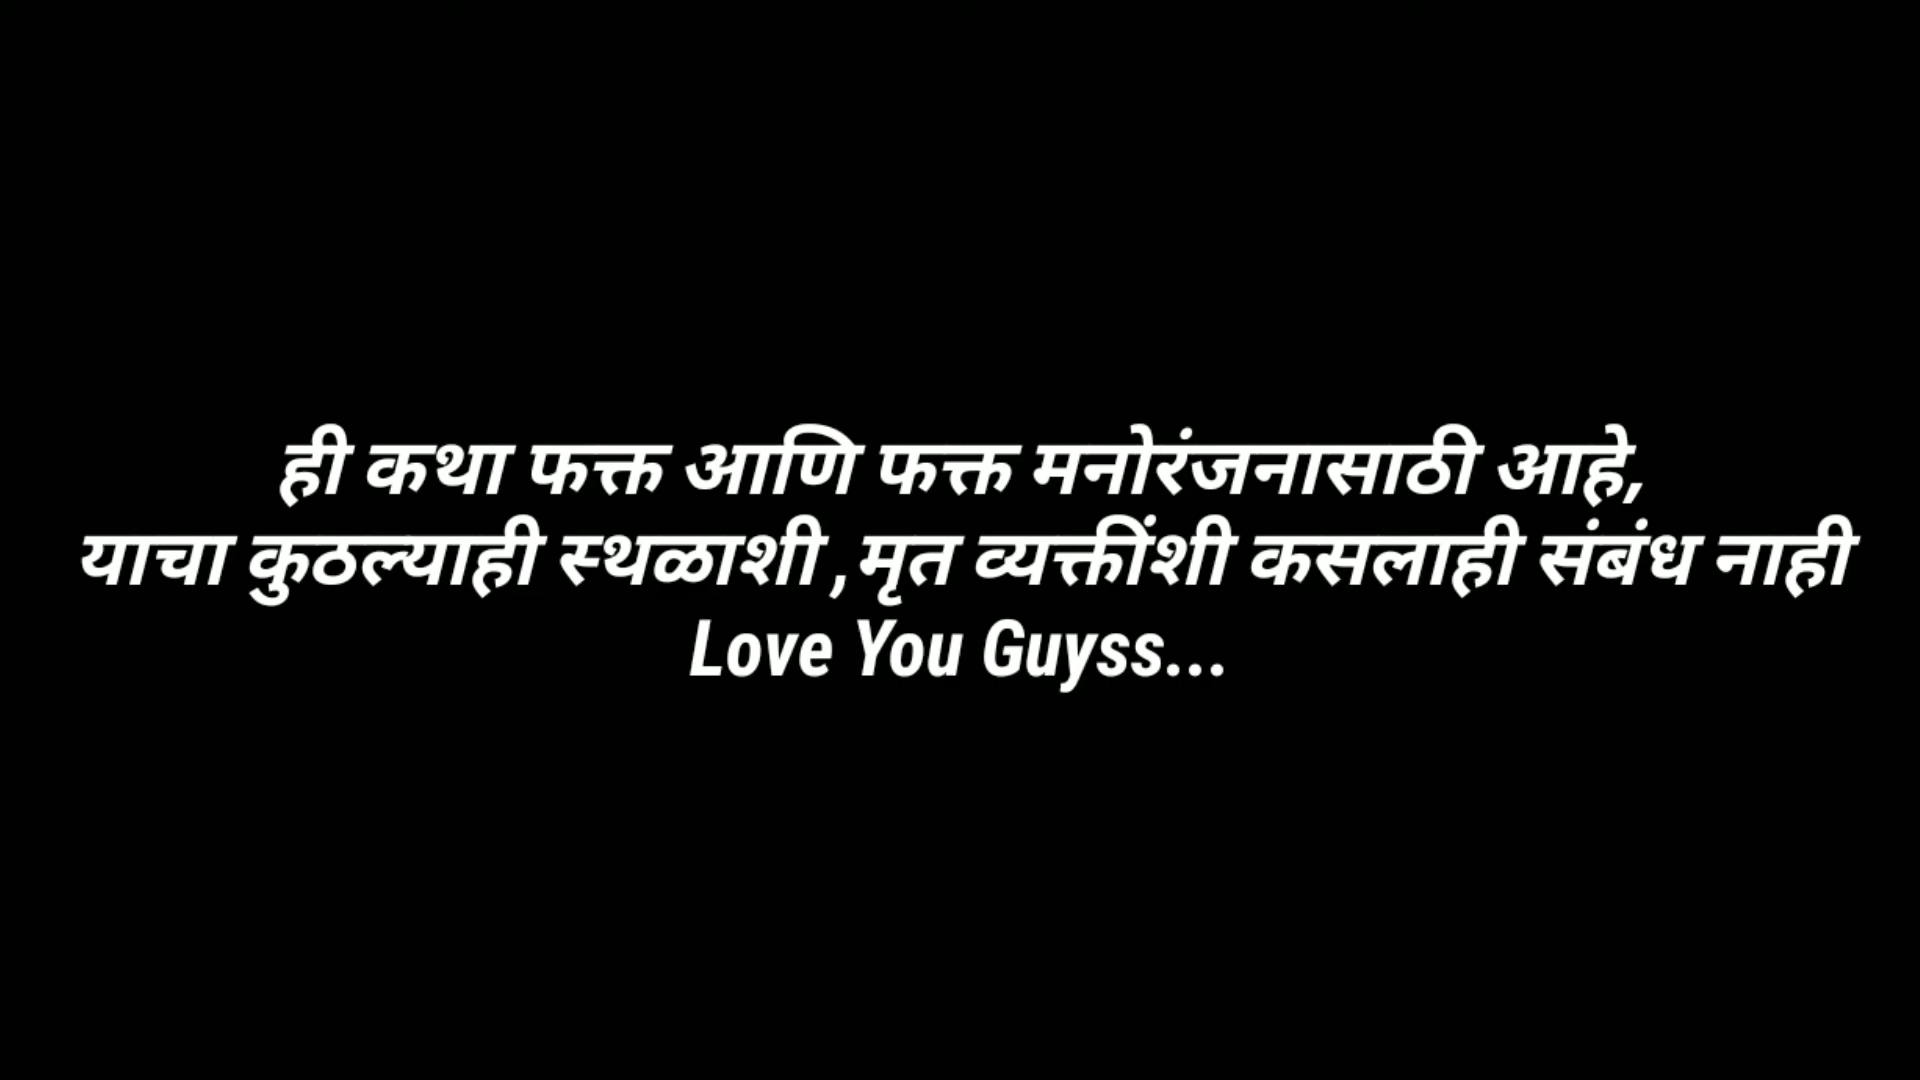 ही कथा फक्त आणि फक्त मनोरंजनासाठी आहे,
याचा कुठल्याही स्थळाशी ,मृत व्यक्तींशी कसलाही संबंध नाही
Love You Guyss...